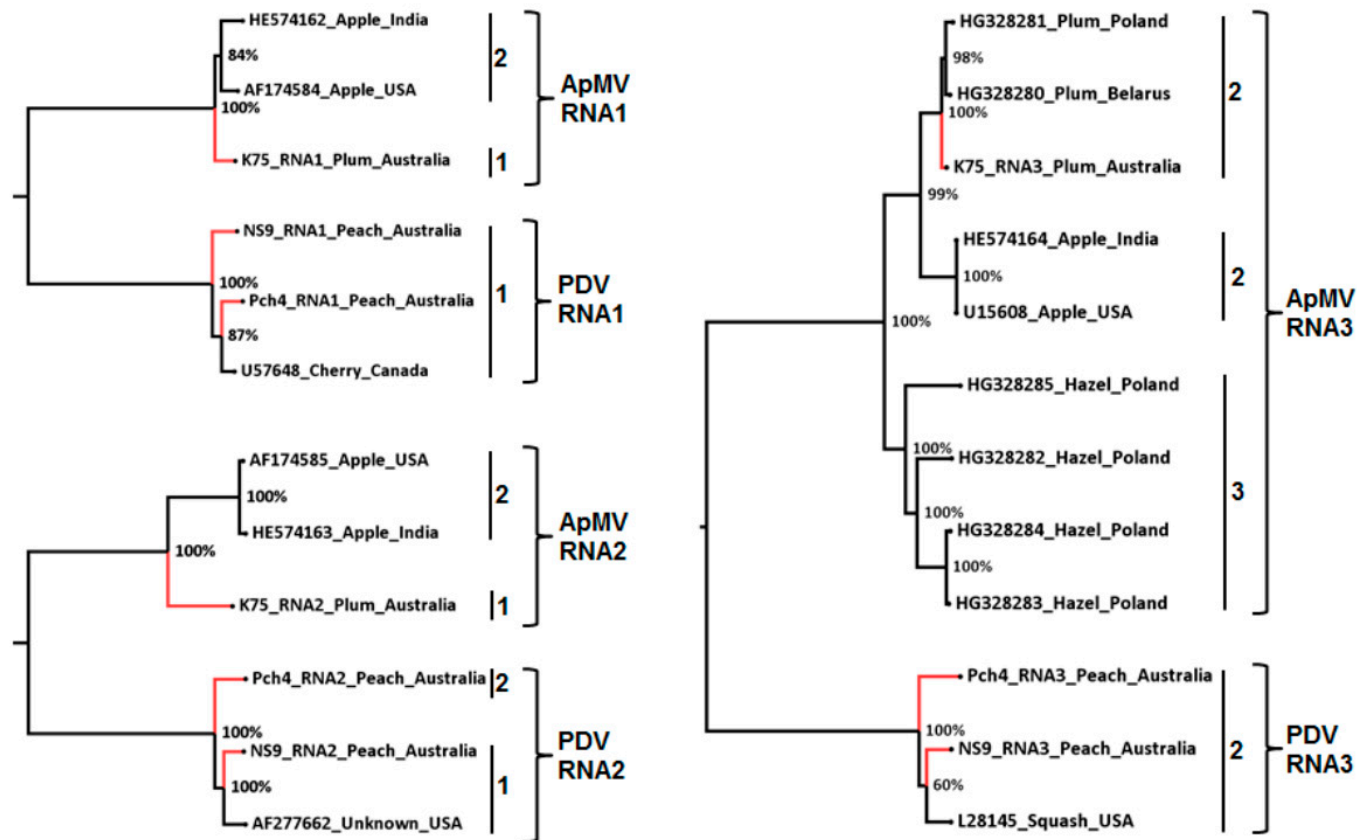 HE574162_Apple_India
84%
2
AF174584_Apple_USA
100%
K75_RNA1_Plum_Australia
1
ApMV
RNA1
NS9_RNA1_Peach_Australia
100%
Pch4_RNA1_Peach_Australia
1
87%
U57648_Cherry_Canada
PDV
RNA1
AF174585_Apple_USA
100%
2
HE574163_Apple_India
100%
K75_RNA2_Plum_Australia
1
ApMV
RNA2
Pch4_RNA2_Peach_Australia
2
100%
NS9_RNA2_Peach_Australia
100%
1
AF277662_Unknown_USA
PDV
RNA2
HG328281_Plum_Poland
98%
HG328280_Plum_Belarus
2
100%
K75_RNA3_Plum_Australia
99%
HE574164_Apple_India
100%
2
U15608_Apple_USA
100%
HG328285_Hazel_Poland
100%
HG328282_Hazel_Poland
3
100%
HG328284_Hazel_Poland
100%
HG328283_Hazel_Poland
ApMV
RNA3
Pch4_RNA3_Peach_Australia
100%
NS9_RNA3_Peach_Australia
2
60%
L28145_Squash_USA
PDV
RNA3